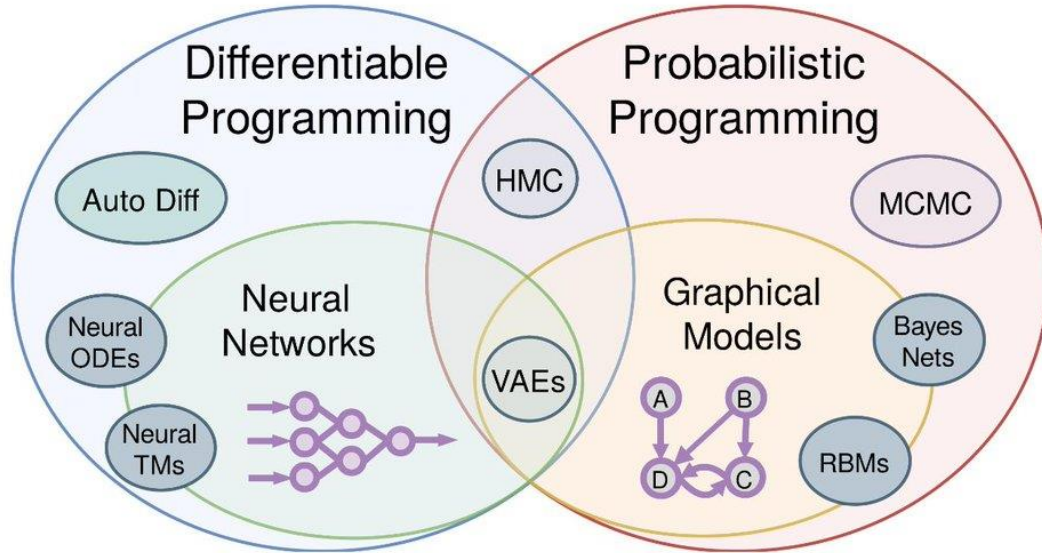 Differentiable
Programming
Probabilistic
Programming
Auto Diff
HMC
MCMC
Neural
Networks
Graphical
Models
Neural
ODEs
VAEs
Bayes
Nets
A
B
Neural
TMs
D
C
RBMs